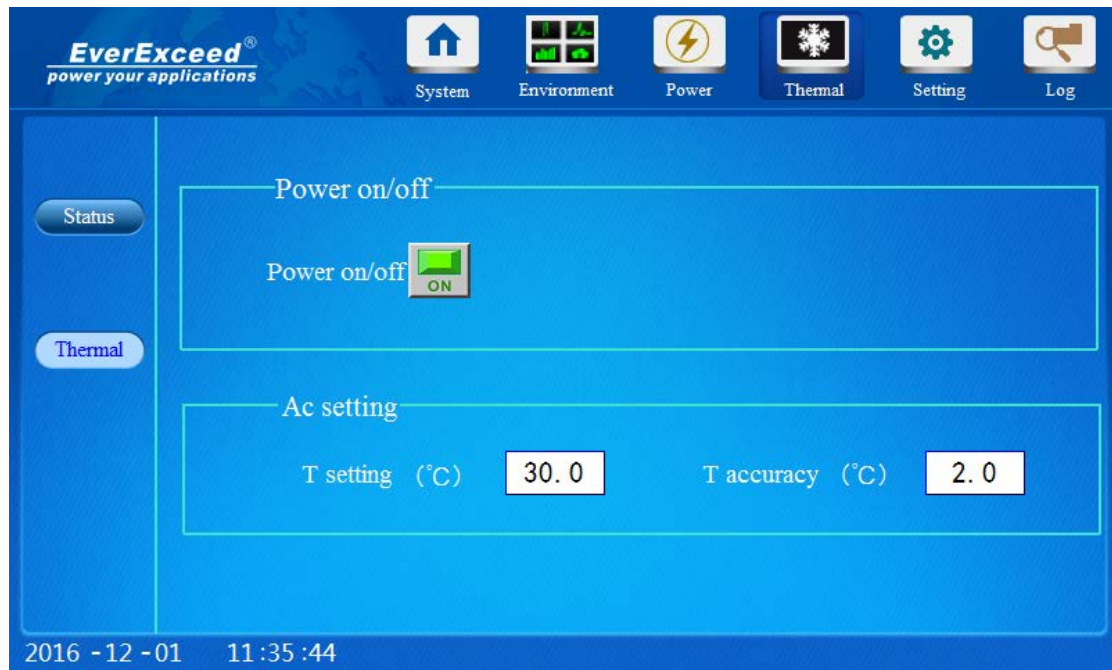 EverExceed®
power your applications
System Environment Power Thermal Setting Log
Power on/off
Status
Power on/off ON
Thermal
Ac setting
T setting (℃) 30.0 T accuracy (℃) 2.0
2016 -12 -01 11:35:44